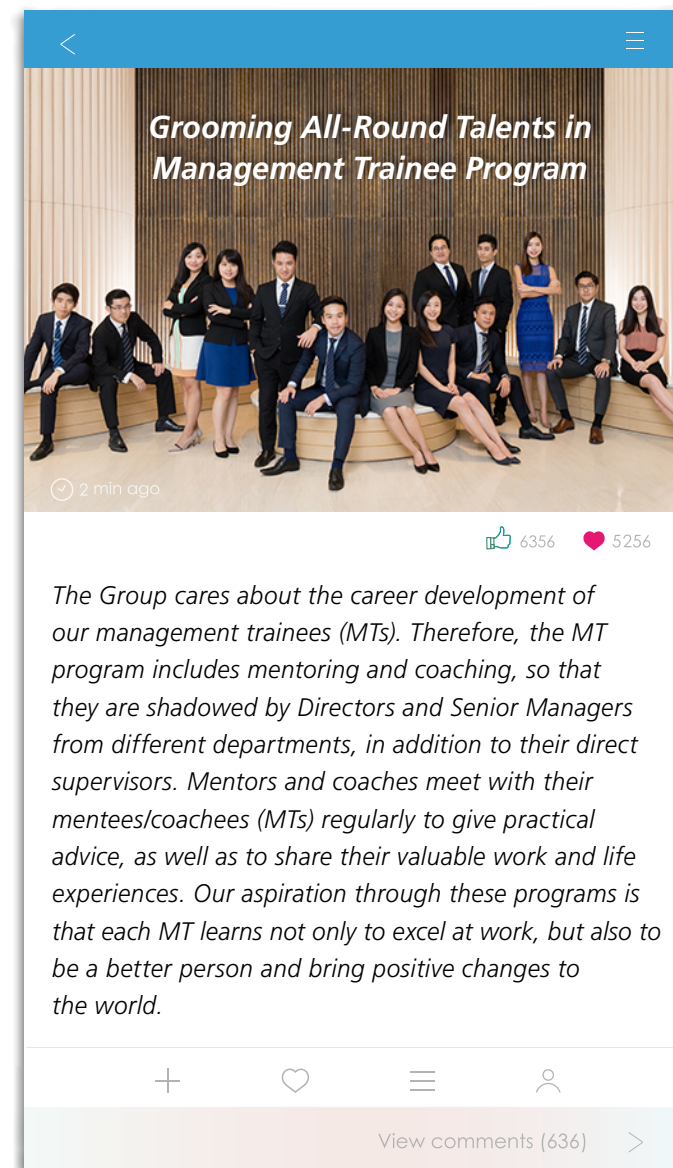 Grooming All-Round Talents in
Management Trainee Program
2 min ago
6356 5256
The Group cares about the career development of
our management trainees (MTs). Therefore, the MT
program includes mentoring and coaching, so that
they are shadowed by Directors and Senior Managers
from different departments, in addition to their direct
supervisors. Mentors and coaches meet with their
mentees/coachees (MTs) regularly to give practical
advice, as well as to share their valuable work and life
experiences. Our aspiration through these programs is
that each MT learns not only to excel at work, but also to
be a better person and bring positive changes to
the world.
View comments (636)